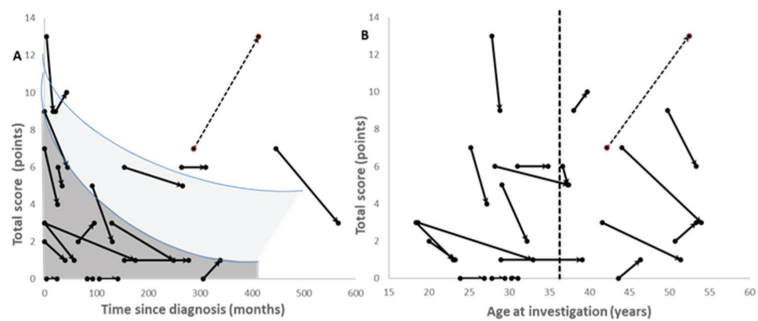 A
Total score (points)
14
12
10
8
6
4
2
0
0 100 200 300 400 500 600
Time since diagnosis (months)
B
Total score (points)
14
12
10
8
6
4
2
0
15 20 25 30 35 40 45 50 55 60
Age at investigation (years)